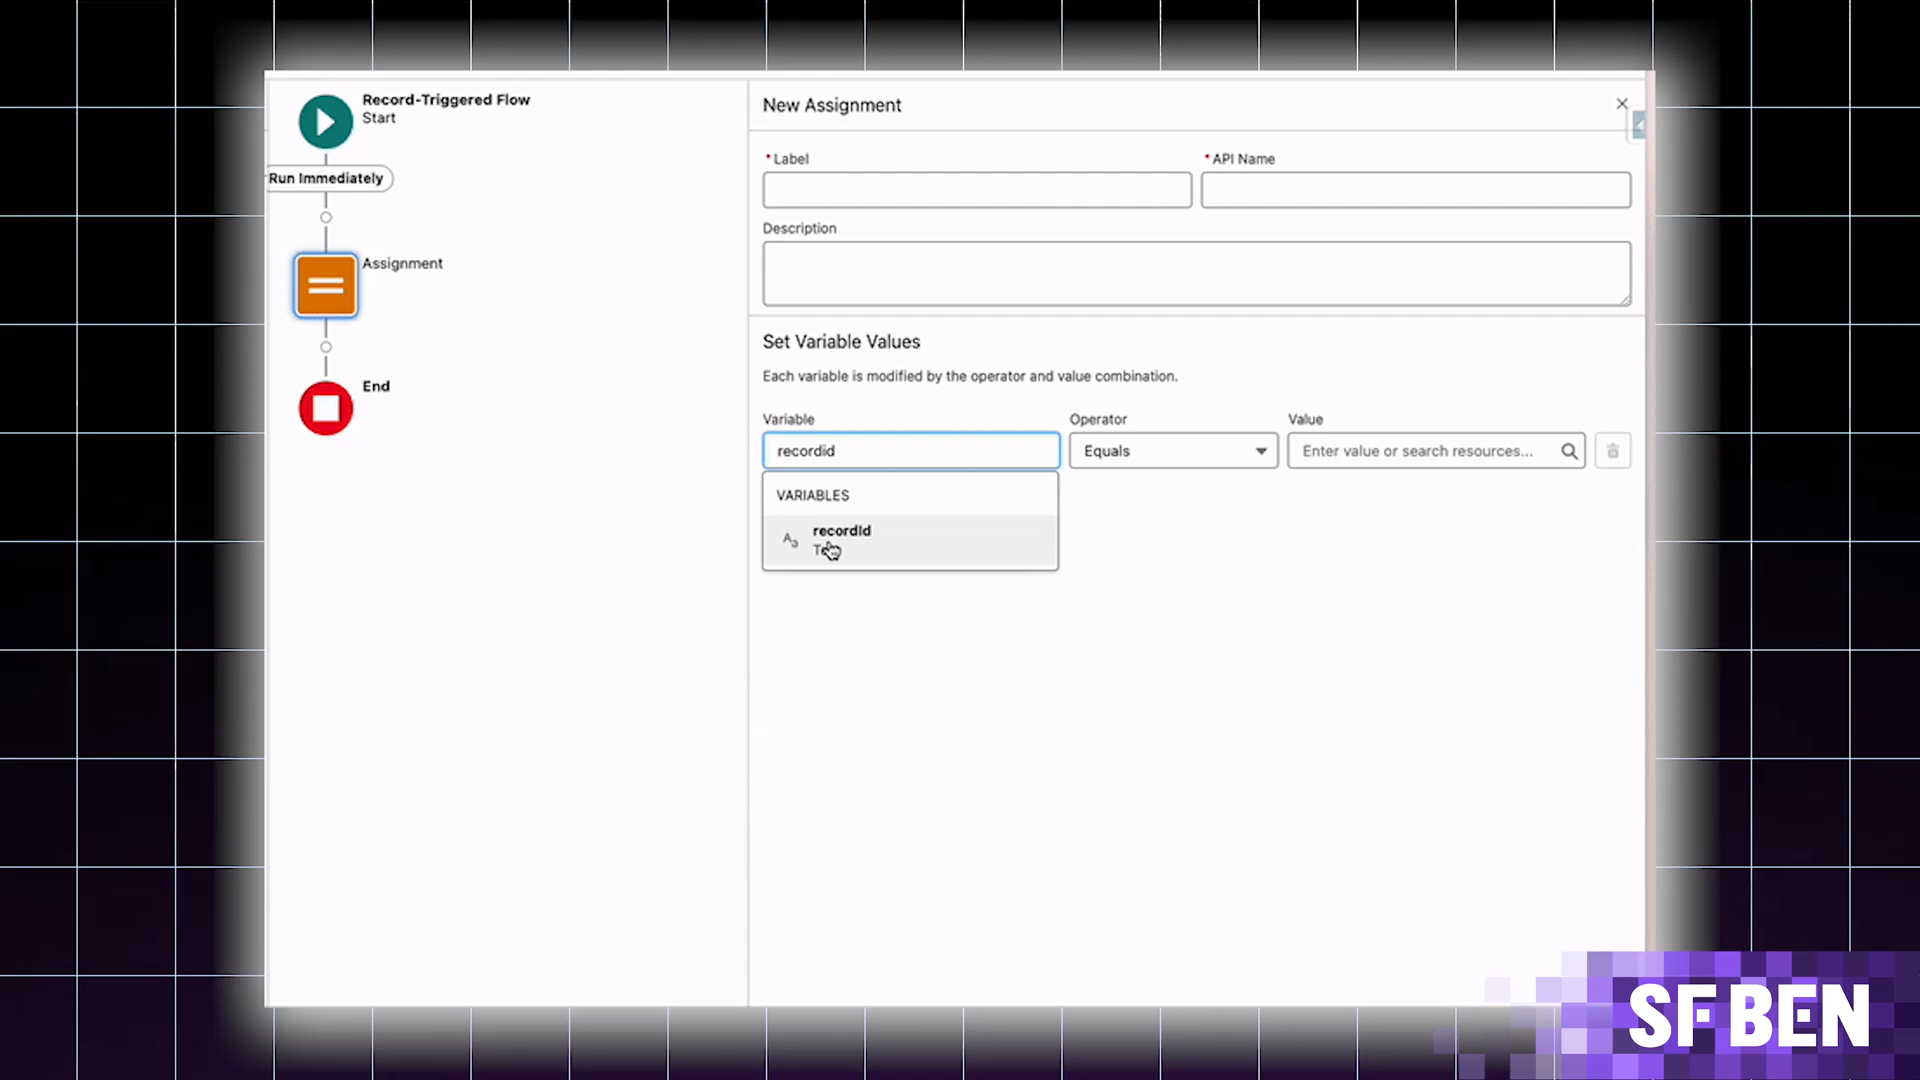 Record-Triggered Flow
Start
Run Immediately
Assignment
End
New Assignment
* Label
* API Name
Description
Set Variable Values
Each variable is modified by the operator and value combination.
Variable
Operator
Value
recordid
Equals
Enter value or search resources...
VARIABLES
recordId
SF BEN